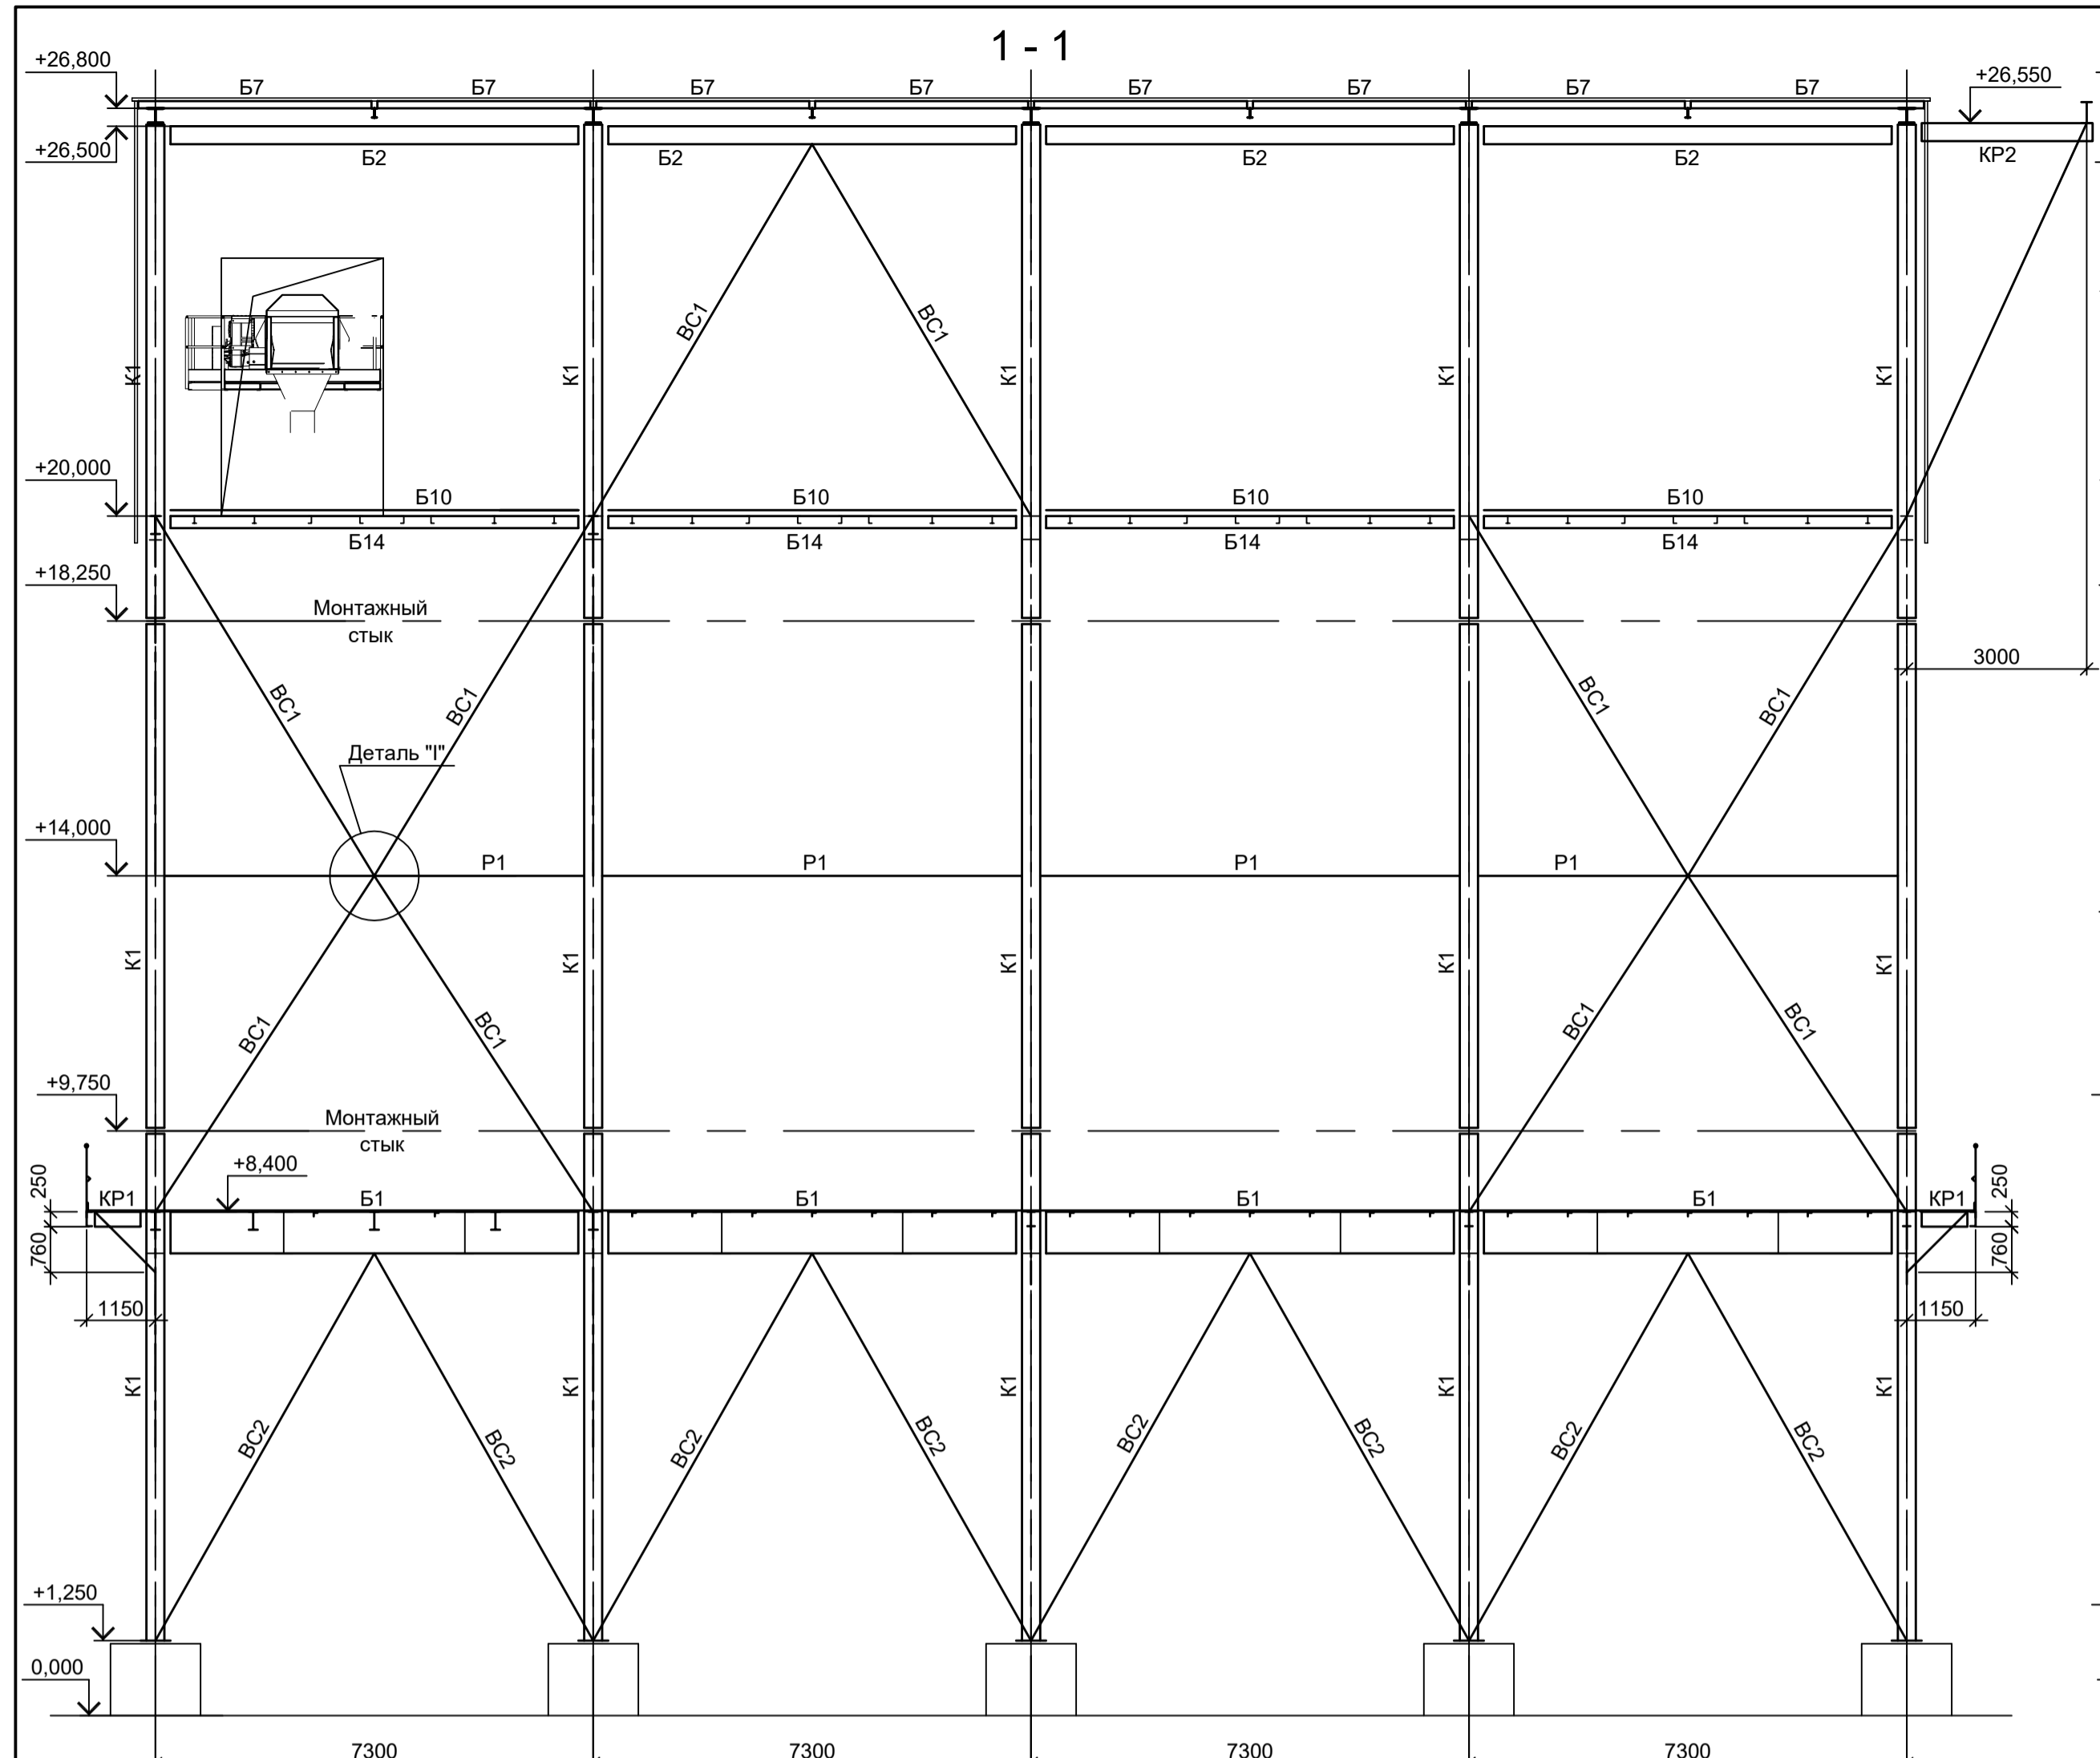 1 - 1
+26,800
+26,550
Б7 Б7 Б7 Б7 Б7 Б7 Б7 Б7
+26,500
Б2 Б2 Б2 Б2
КР2
ВС1 ВС1
К1 К1 К1 К1 К1
+20,000
Б10 Б10 Б10 Б10
Б14 Б14 Б14 Б14
+18,250
Монтажный
стык
3000
ВС1 ВС1 ВС1 ВС1
Деталь "I"
+14,000
Р1 Р1 Р1 Р1
К1 К1 К1 К1 К1
ВС1 ВС1 ВС1 ВС1
+9,750
Монтажный
стык
+8,400
250 КР1 Б1 Б1 Б1 Б1 КР1 250
760 760
1150 1150
К1 К1 К1 К1 К1
ВС2 ВС2 ВС2 ВС2 ВС2 ВС2 ВС2 ВС2
+1,250
0,000
7300 7300 7300 7300